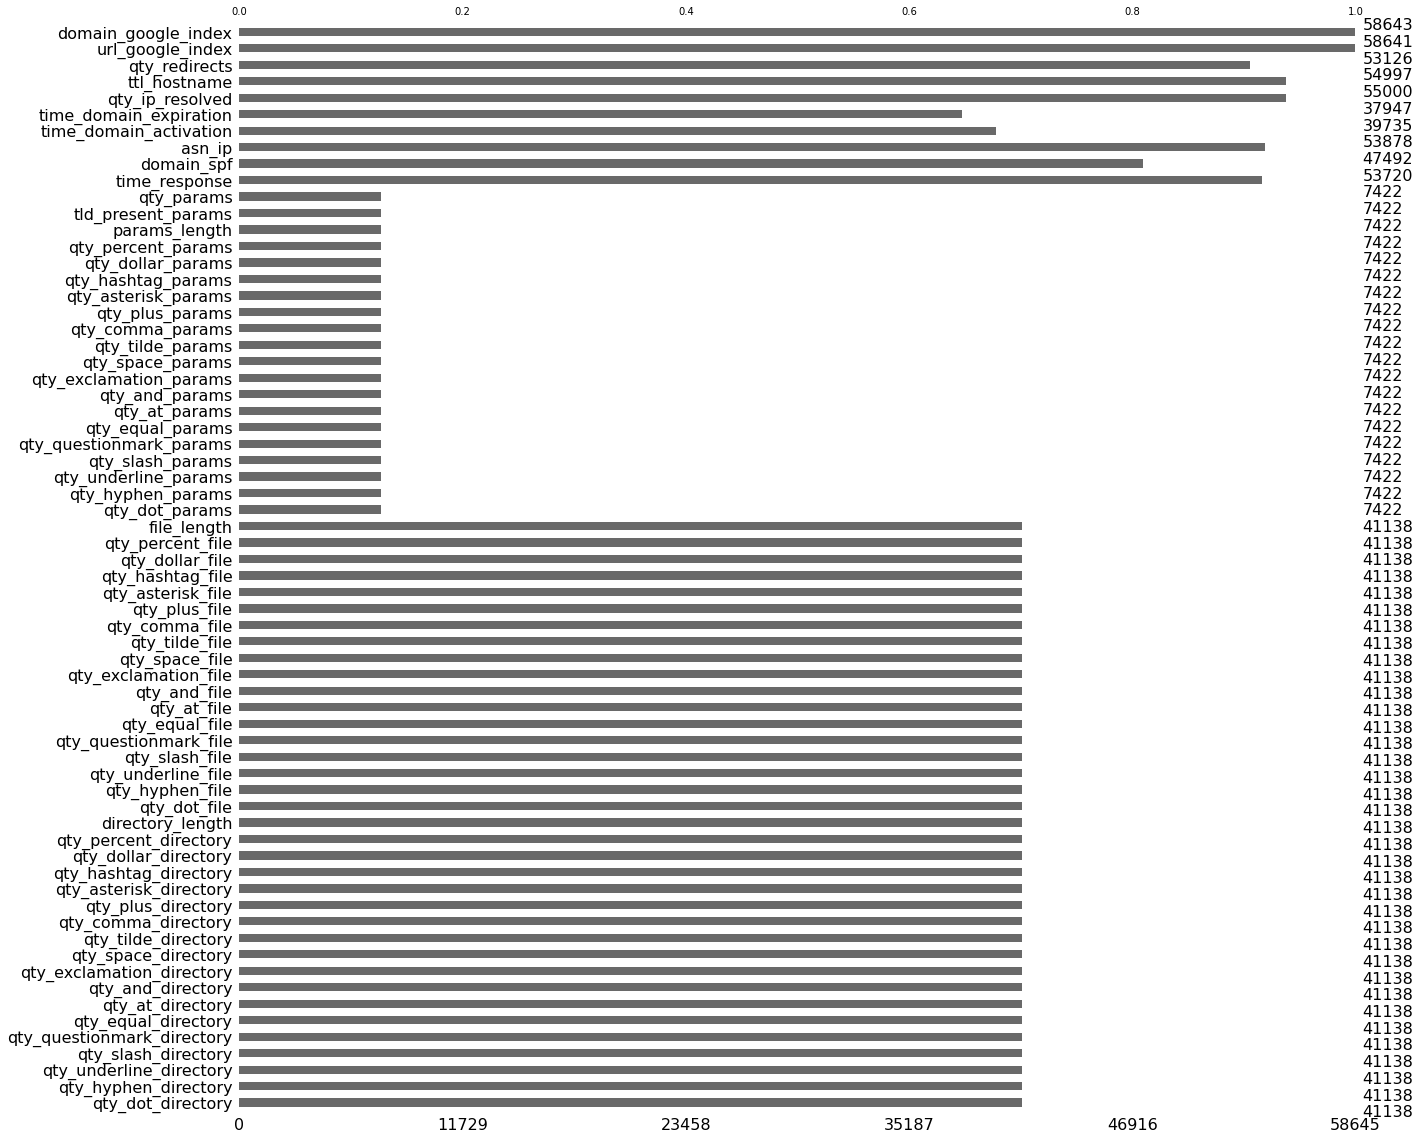 0.0 0.2 0.4 0.6 0.8 1.0
domain_google_index 58643
url_google_index 58641
qty_redirects 53126
ttl_hostname 54997
qty_ip_resolved 55000
time_domain_expiration 37947
time_domain_activation 39735
asn_ip 53878
domain_spf 47492
time_response 53720
qty_params 7422
tld_present_params 7422
params_length 7422
qty_percent_params 7422
qty_dollar_params 7422
qty_hashtag_params 7422
qty_asterisk_params 7422
qty_plus_params 7422
qty_comma_params 7422
qty_tilde_params 7422
qty_space_params 7422
qty_exclamation_params 7422
qty_and_params 7422
qty_at_params 7422
qty_equal_params 7422
qty_questionmark_params 7422
qty_slash_params 7422
qty_underline_params 7422
qty_hyphen_params 7422
qty_dot_params 7422
file_length 41138
qty_percent_file 41138
qty_dollar_file 41138
qty_hashtag_file 41138
qty_asterisk_file 41138
qty_plus_file 41138
qty_comma_file 41138
qty_tilde_file 41138
qty_space_file 41138
qty_exclamation_file 41138
qty_and_file 41138
qty_at_file 41138
qty_equal_file 41138
qty_questionmark_file 41138
qty_slash_file 41138
qty_underline_file 41138
qty_hyphen_file 41138
qty_dot_file 41138
directory_length 41138
qty_percent_directory 41138
qty_dollar_directory 41138
qty_hashtag_directory 41138
qty_asterisk_directory 41138
qty_plus_directory 41138
qty_comma_directory 41138
qty_tilde_directory 41138
qty_space_directory 41138
qty_exclamation_directory 41138
qty_and_directory 41138
qty_at_directory 41138
qty_equal_directory 41138
qty_questionmark_directory 41138
qty_slash_directory 41138
qty_underline_directory 41138
qty_hyphen_directory 41138
qty_dot_directory 41138
0 11729 23458 35187 46916 58645